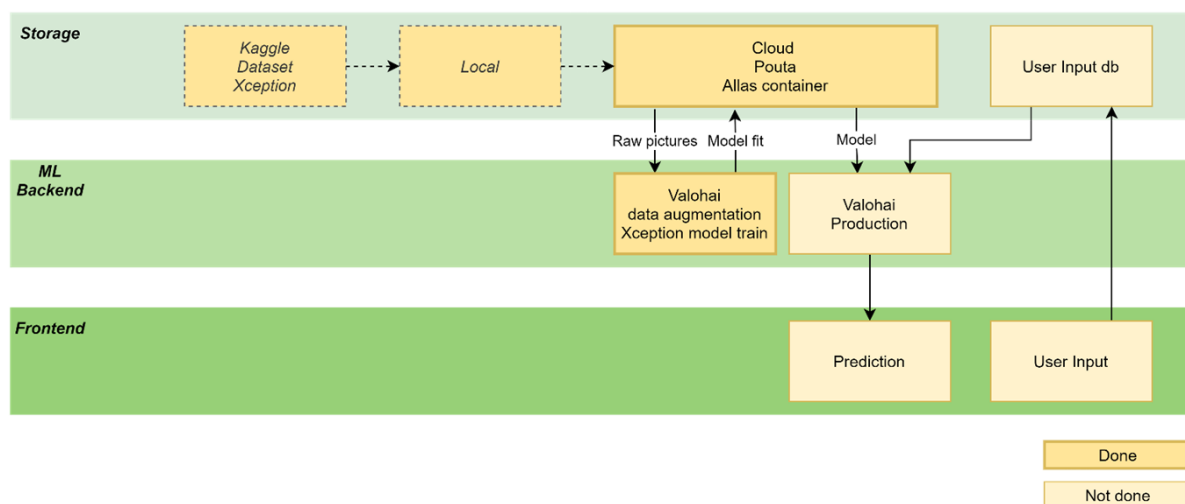 Storage
Kaggle
Dataset
Xception
Local
Cloud
Pouta
Allas container
User Input db
Raw pictures
Model fit
Model
ML
Backend
Valohai
data augmentation
Xception model train
Valohai
Production
Frontend
Prediction
User Input
Done
Not done